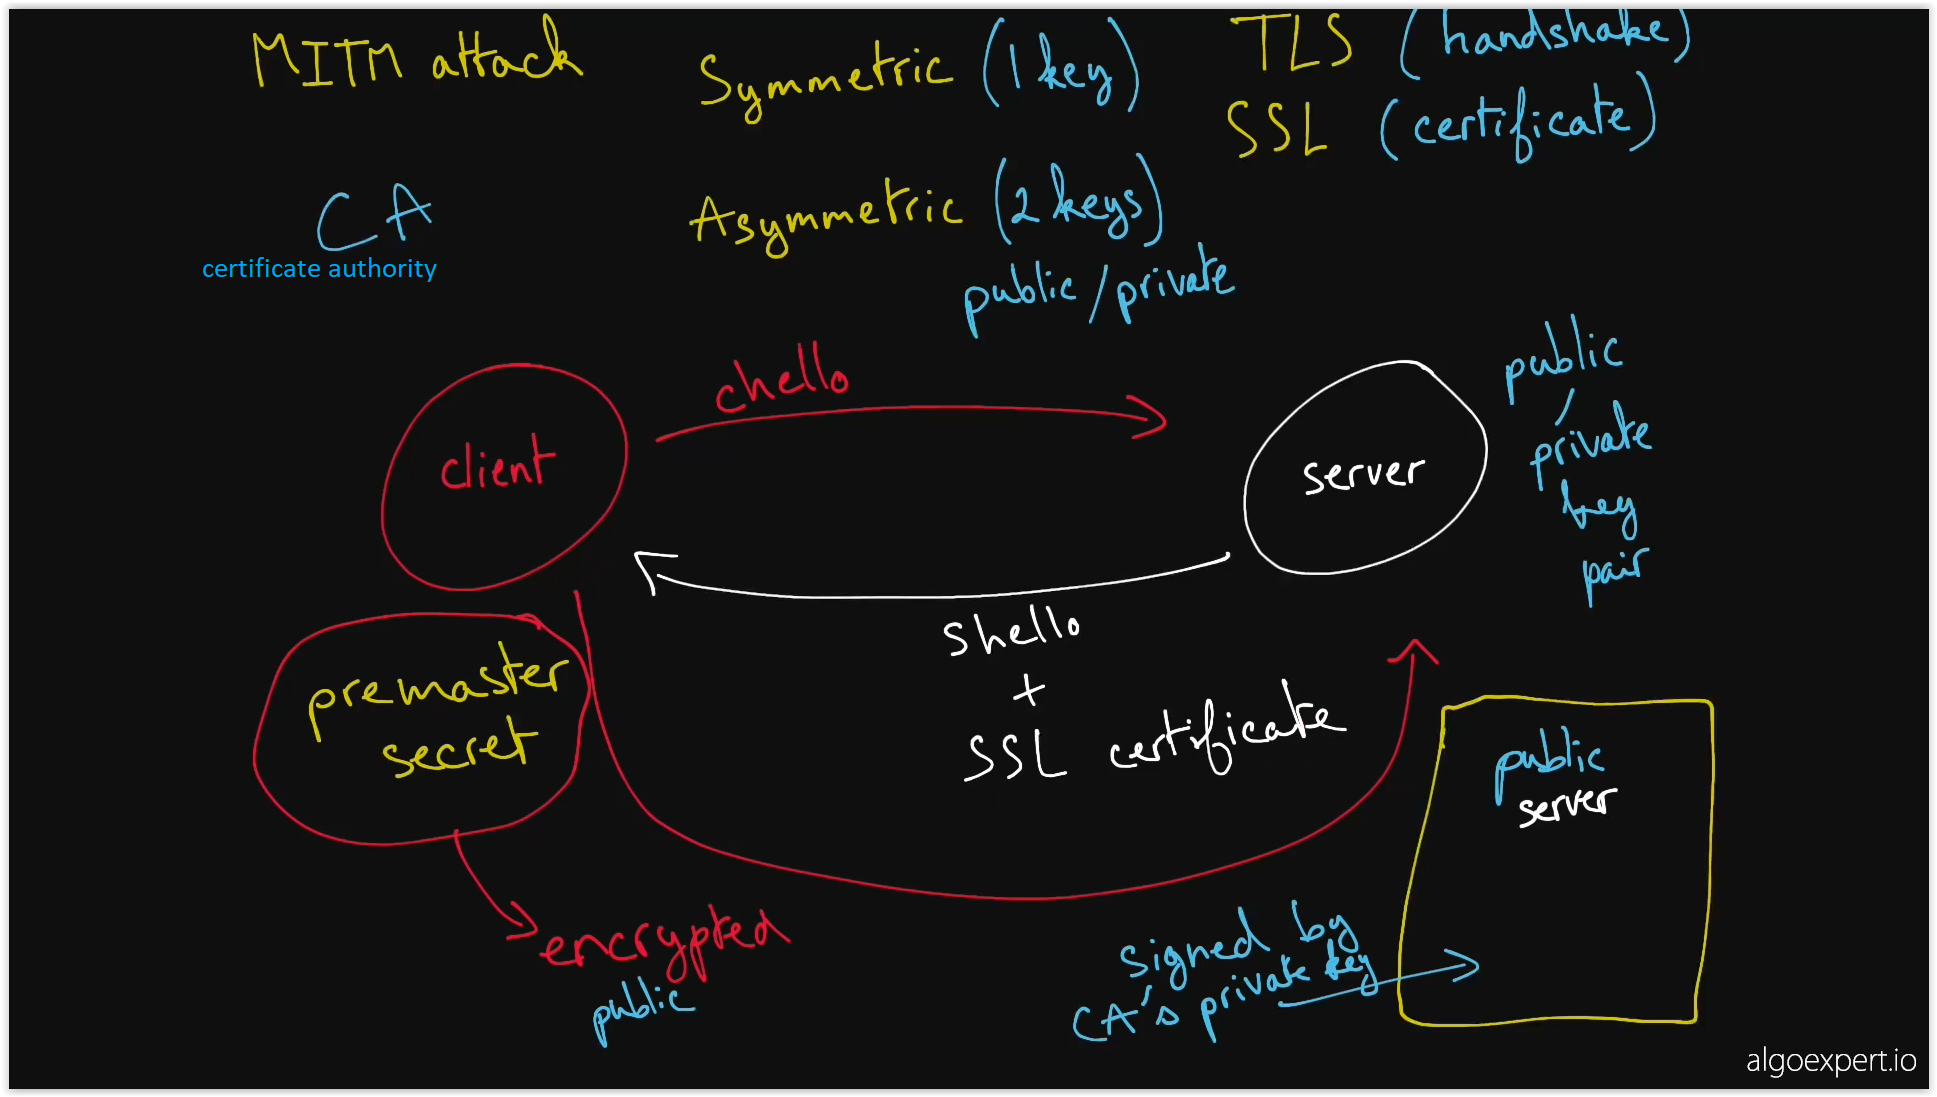 MITM attack
Symmetric (1 key)
TLS (handshake)
SSL (certificate)
CA
certificate authority
Asymmetric (2 keys)
public / private
chello
client
server
public
/
private
key
pair
shello
+
SSL certificate
premaster
secret
encrypted
public
public
server
signed by
CA's private key
algoexpert.io